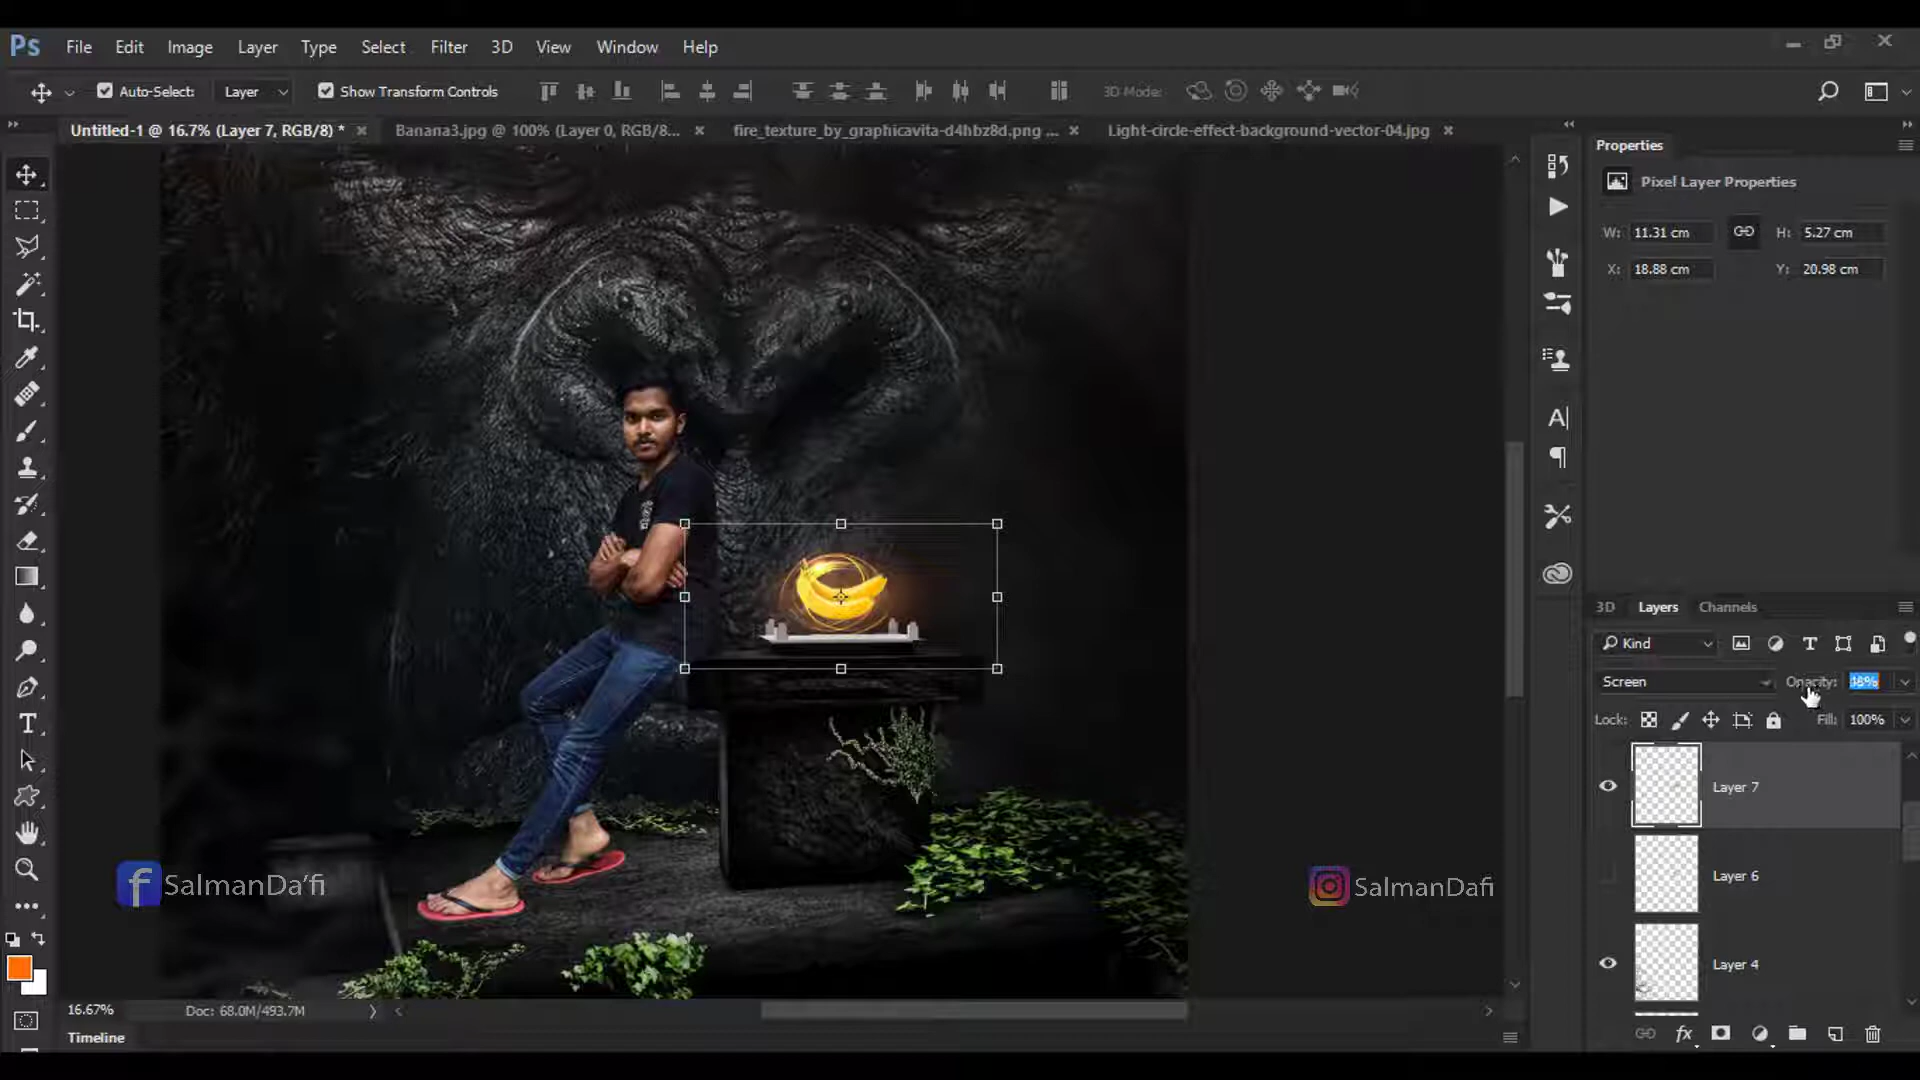 Ps File Edit Image Layer Type Select Filter 3D View Window Help
Auto-Select: Layer Show Transform Controls 3D Mode:
Untitled-1 @ 16.7% (Layer 7, RGB/8) * Banana3.jpg @ 100% (Layer 0, RGB/8... fire_texture_by_graphicavita-d4hbz8d.png ... Light-circle-effect-background-vector-04.jpg
Properties
Pixel Layer Properties
W: 11.31 cm H: 5.27 cm
X: 18.88 cm Y: 20.98 cm
3D Layers Channels
Kind
Screen Opacity:
Lock: Fill: 100%
Layer 7
Layer 6
Layer 4
SalmanDa'fi
SalmanDafi
16.67% Doc: 68.0M/493.7M
Timeline